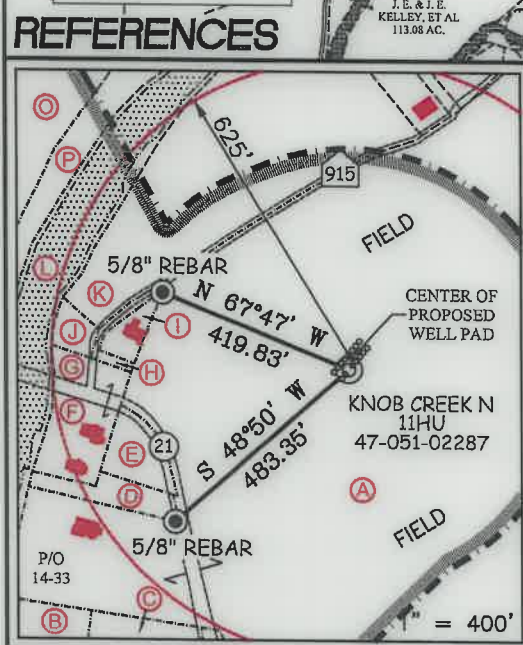 J. E. & J. E.
KELLEY, ET AL
113.08 AC.
REFERENCES
O
P
625'
915
FIELD
L
5/8" REBAR
K
N 67°47' W
419.83'
I
J
G
H
CENTER OF
PROPOSED
WELL PAD
F
21
E
S 48°50' W
483.35'
KNOB CREEK N
11HU
47-051-02287
A
D
5/8" REBAR
FIELD
P/O
14-33
C
B
1" = 400'